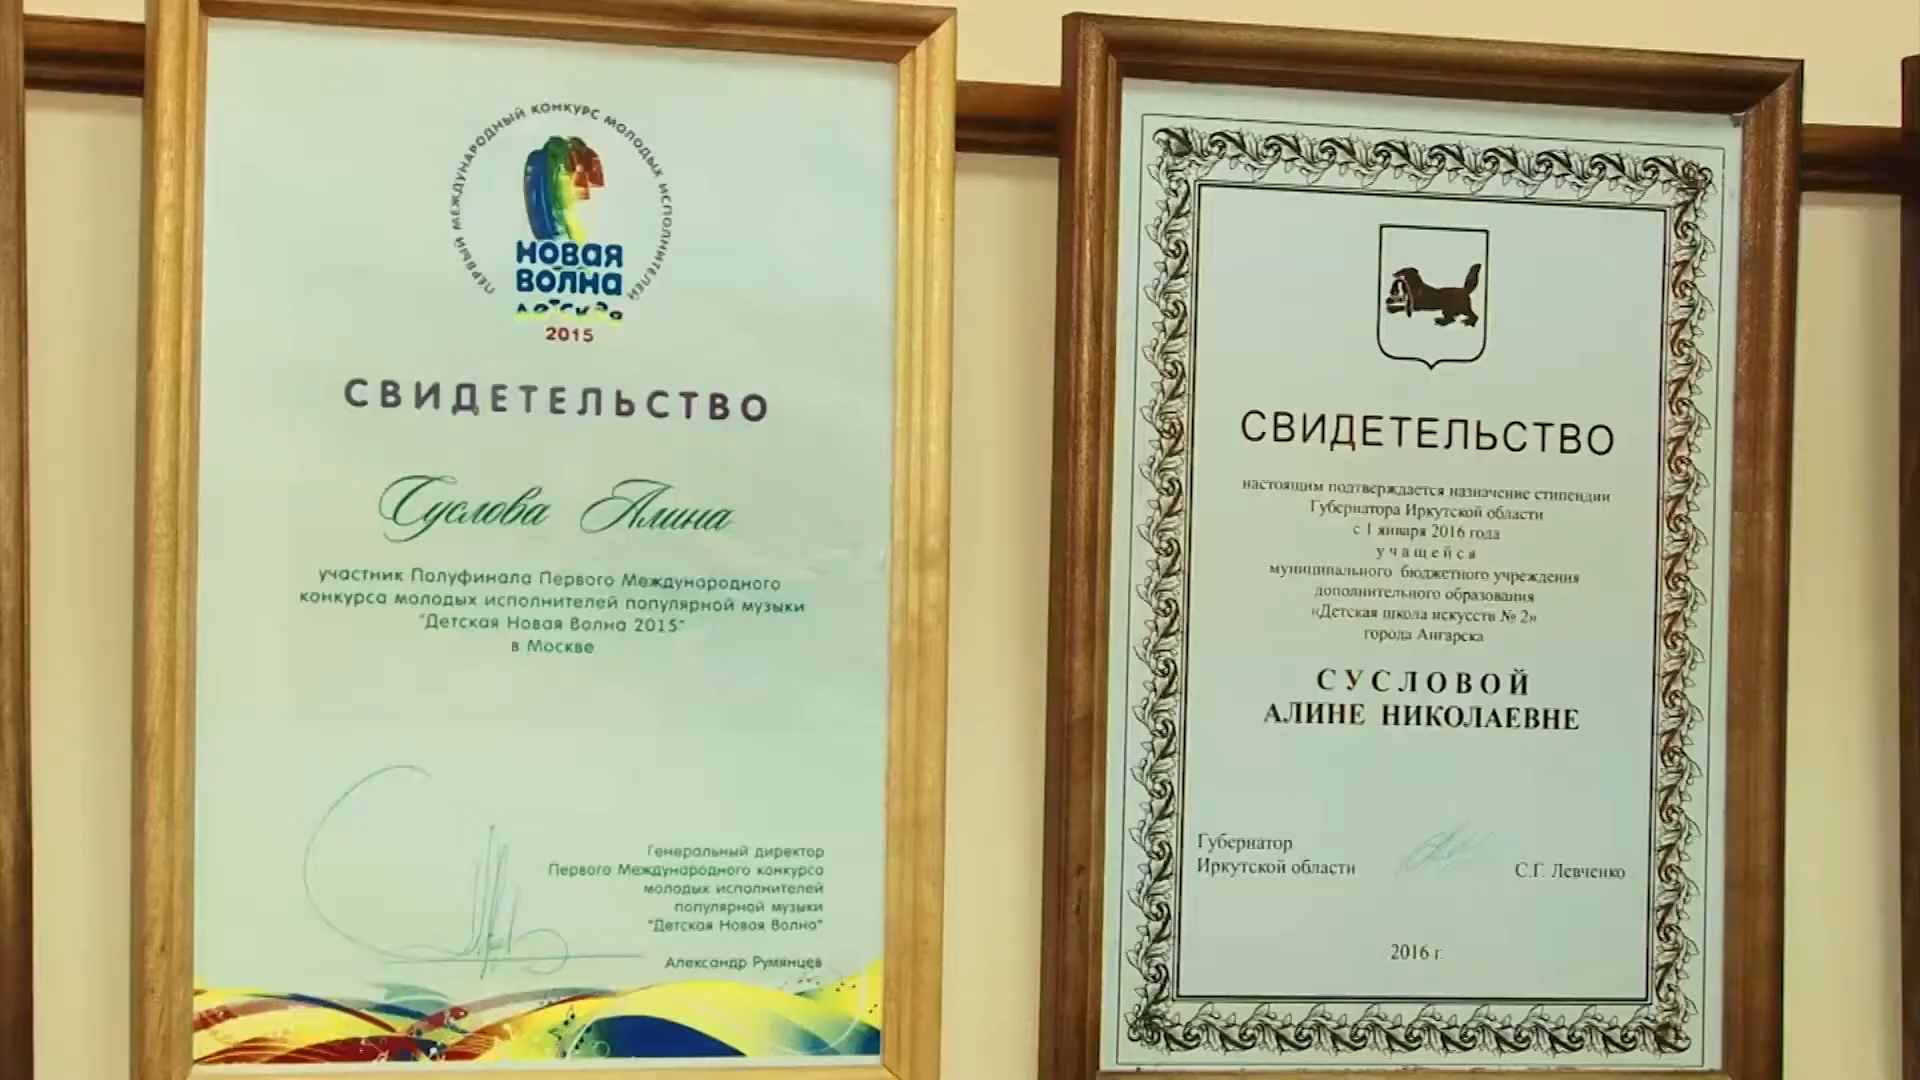 ПЕРВЫЙ МЕЖДУНАРОДНЫЙ КОНКУРС МОЛОДЫХ ИСПОЛНИТЕЛЕЙ
НОВАЯ
ВОЛНА
детская
2015
СВИДЕТЕЛЬСТВО
Суслова Алина
участник Полуфинала Первого Международного
конкурса молодых исполнителей популярной музыки
"Детская Новая Волна 2015"
в Москве
Генеральный директор
Первого Международного конкурса
молодых исполнителей
популярной музыки
"Детская Новая Волна"
Александр Румянцев
СВИДЕТЕЛЬСТВО
настоящим подтверждается назначение стипендии
Губернатора Иркутской области
с 1 января 2016 года
учащейся
муниципального бюджетного учреждения
дополнительного образования
«Детская школа искусств № 2»
города Ангарска
СУСЛОВОЙ
АЛИНЕ НИКОЛАЕВНЕ
Губернатор
Иркутской области
С.Г. Левченко
2016 г.